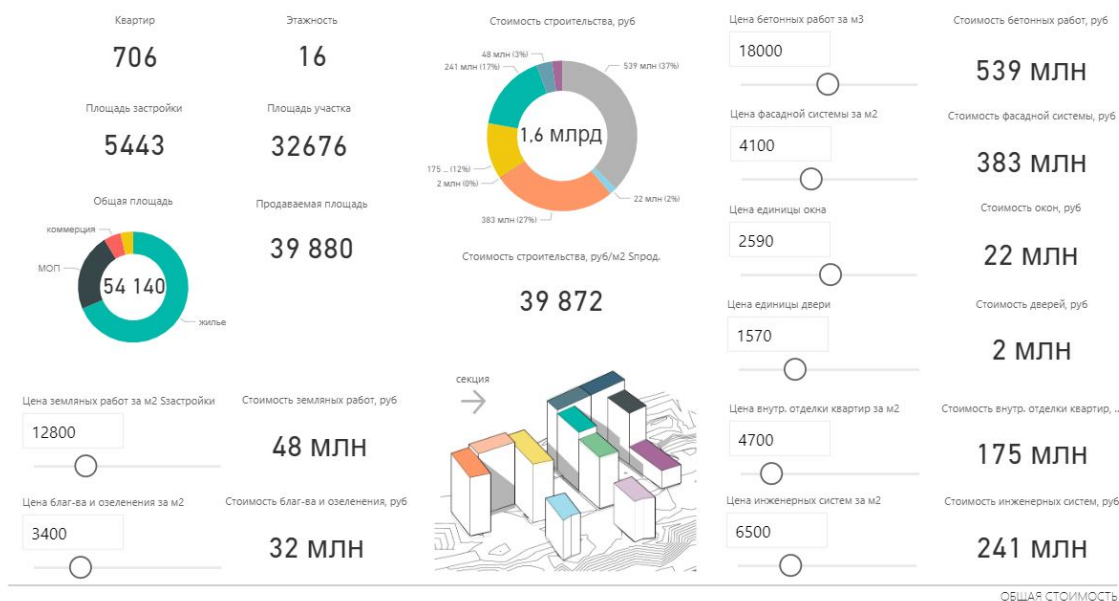 Квартир
706
Этажность
16
Площадь застройки
5443
Площадь участка
32676
Общая площадь
коммерция
МОП
54 140
жилье
Продаваемая площадь
39 880
Цена земляных работ за м2 Sзастройки
12800
Стоимость земляных работ, руб
48 МЛН
Цена благ-ва и озеленения за м2
3400
Стоимость благ-ва и озеленения, руб
32 МЛН
Стоимость строительства, руб
48 млн (3%)
241 млн (17%)
539 млн (37%)
1,6 млрд
175 ... (12%)
2 млн (0%)
22 млн (2%)
383 млн (27%)
Стоимость строительства, руб/м2 Sпрод.
39 872
секция
Цена бетонных работ за м3
18000
Стоимость бетонных работ, руб
539 МЛН
Цена фасадной системы за м2
4100
Стоимость фасадной системы, руб
383 МЛН
Цена единицы окна
2590
Стоимость окон, руб
22 МЛН
Цена единицы двери
1570
Стоимость дверей, руб
2 МЛН
Цена внутр. отделки квартир за м2
4700
Стоимость внутр. отделки квартир, ...
175 МЛН
Цена инженерных систем за м2
6500
Стоимость инженерных систем, руб
241 МЛН
ОБЩАЯ СТОИМОСТЬ